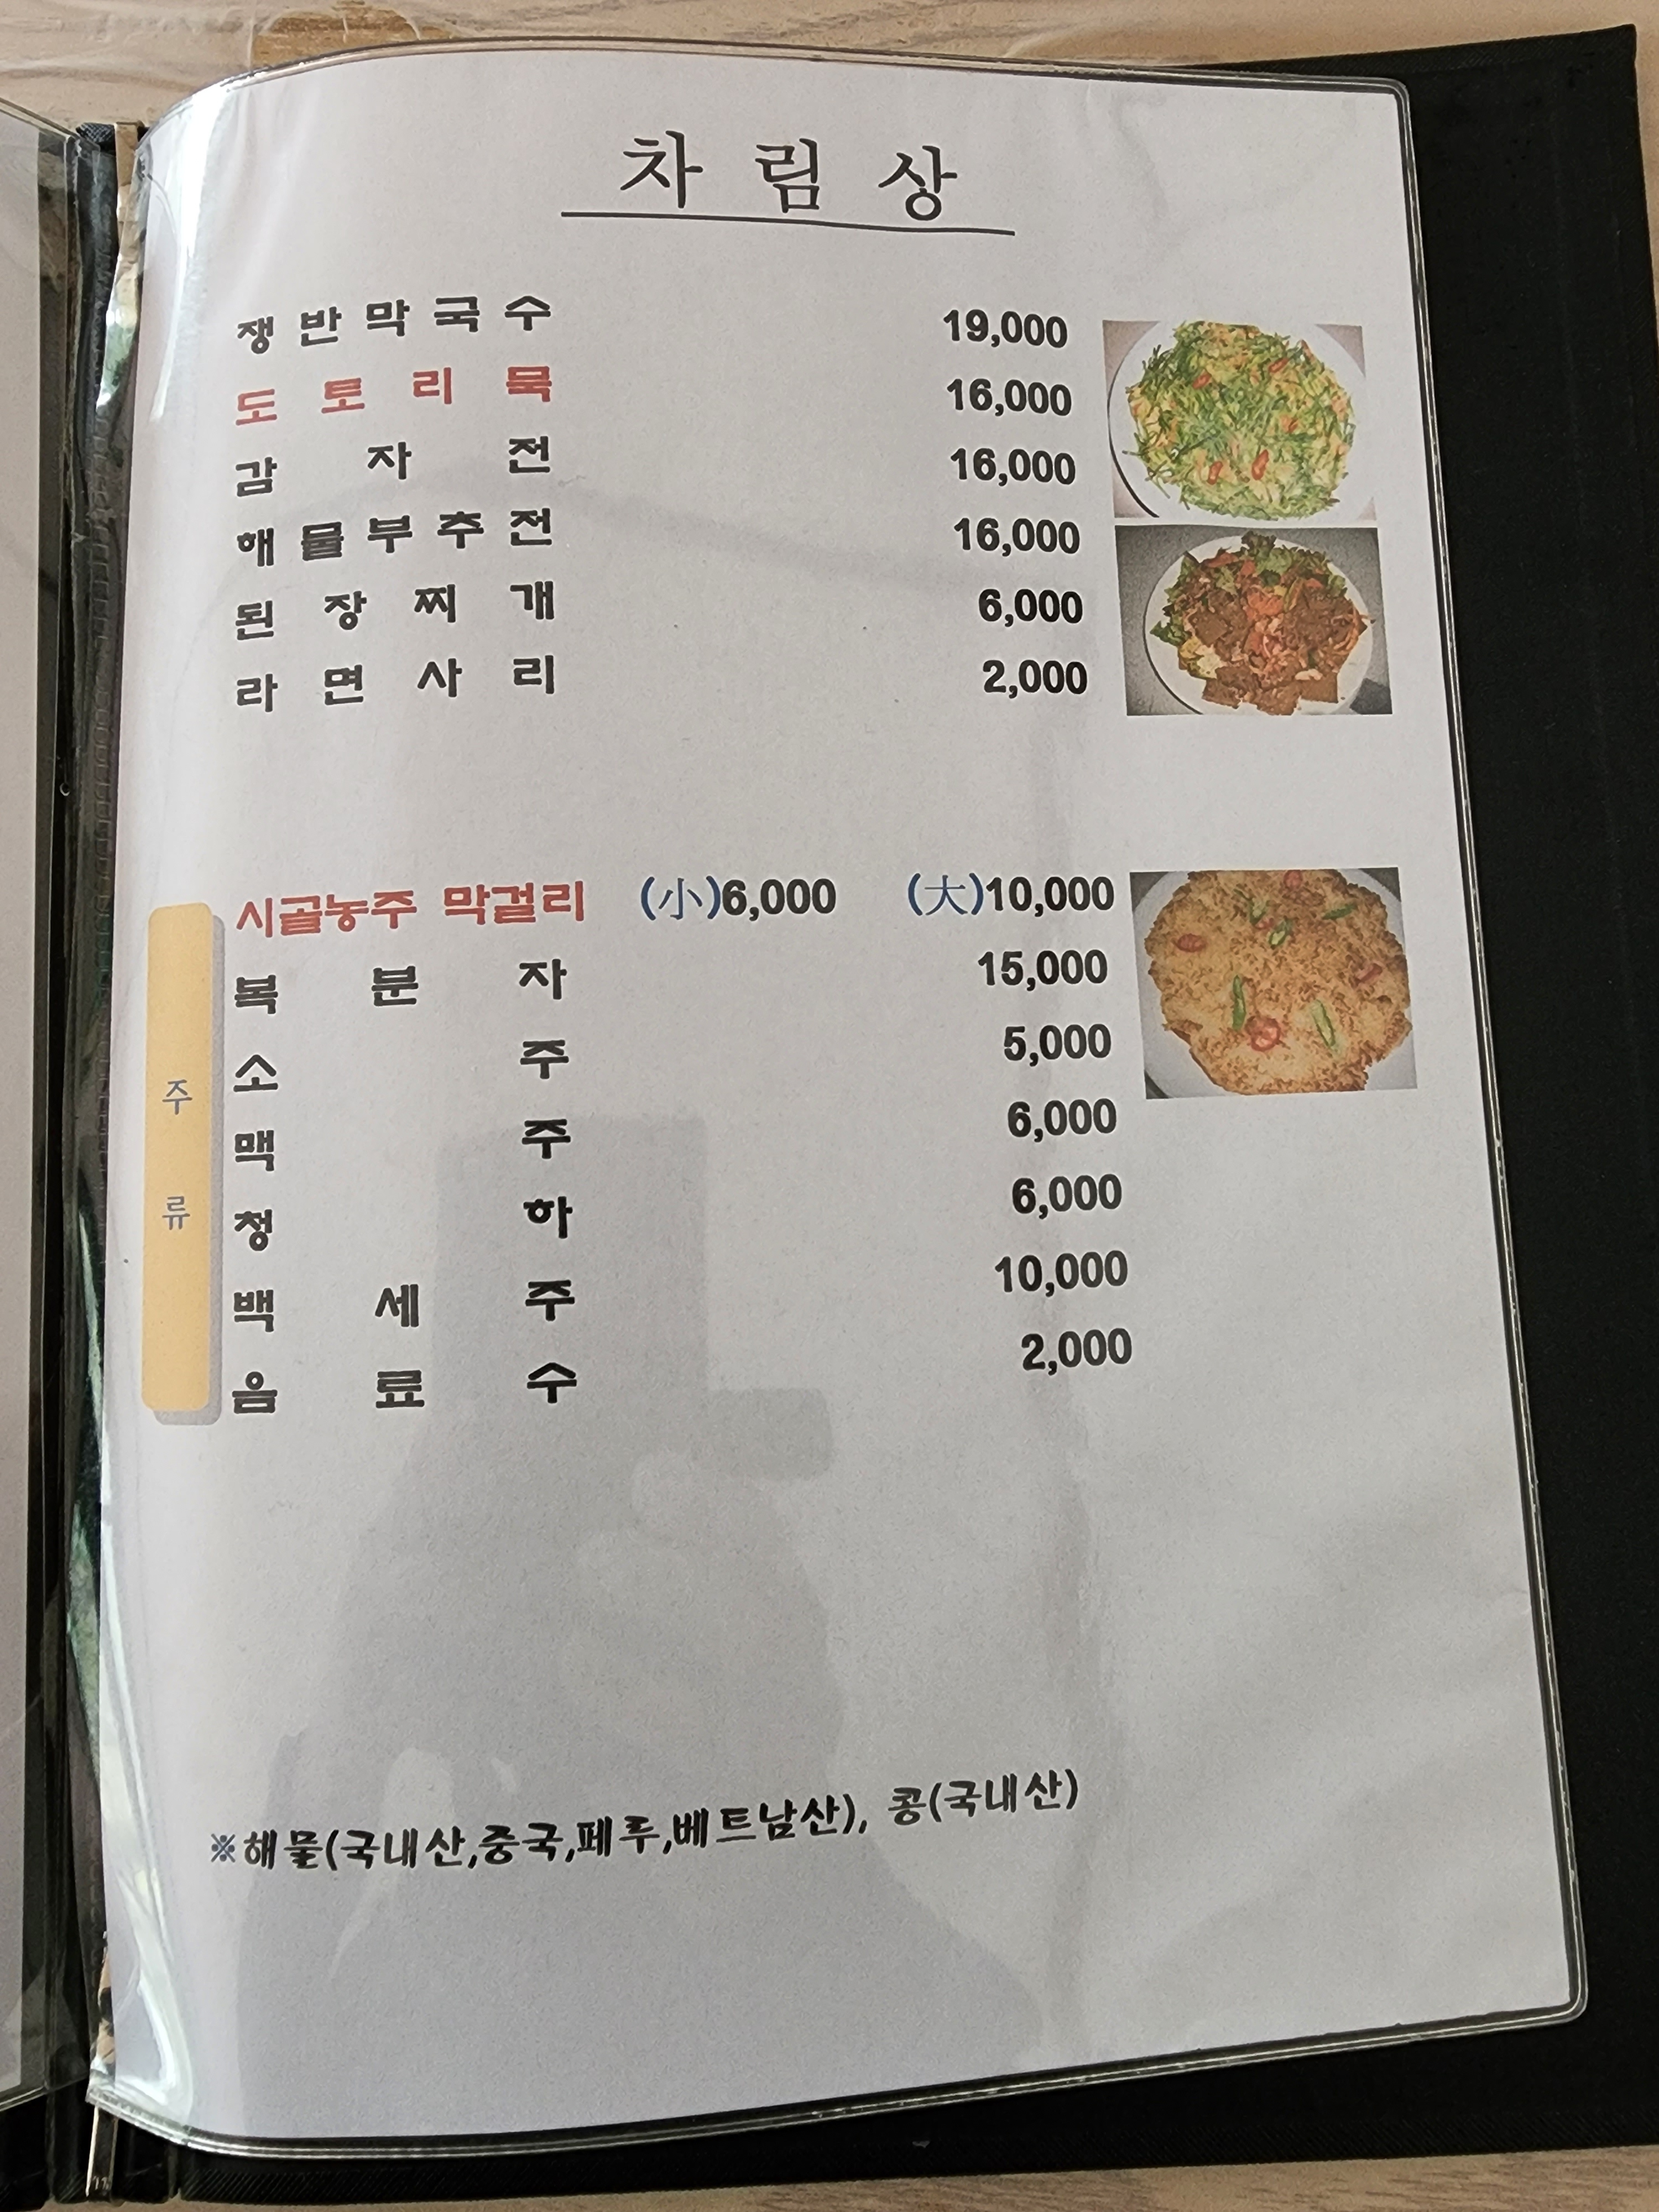 차림상
쟁반막국수 19,000
도토리묵 16,000
감자전 16,000
해물부추전 16,000
된장찌개 6,000
라면사리 2,000
주류
시골농주 막걸리 (小)6,000 (大)10,000
복분자 15,000
소주 5,000
맥주 6,000
청하 6,000
백세주 10,000
음료수 2,000
※해물(국내산,중국,페루,베트남산), 콩(국내산)